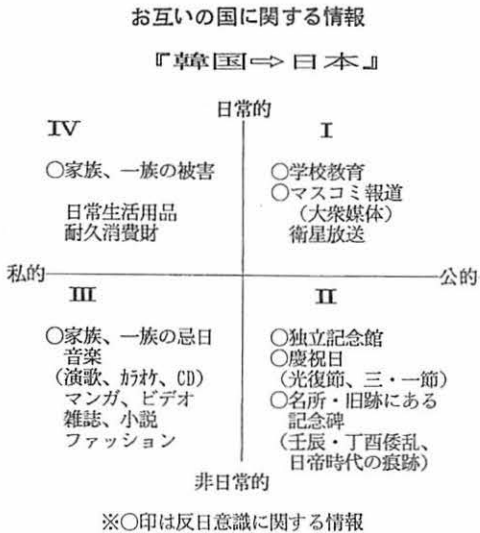 お互いの国に関する情報
『韓国⇨日本』
日常的
IV
○家族、一族の被害
日常生活用品
耐久消費財
I
○学校教育
○マスコミ報道
（大衆媒体）
衛星放送
私的
公的
III
○家族、一族の忌日
音楽
（演歌、ｶﾗｵｹ、CD）
マンガ、ビデオ
雑誌、小説
ファッション
II
○独立記念館
○慶祝日
（光復節、三・一節）
○名所・旧跡にある
記念碑
（壬辰・丁酉倭乱、
日帝時代の痕跡）
非日常的
※○印は反日意識に関する情報